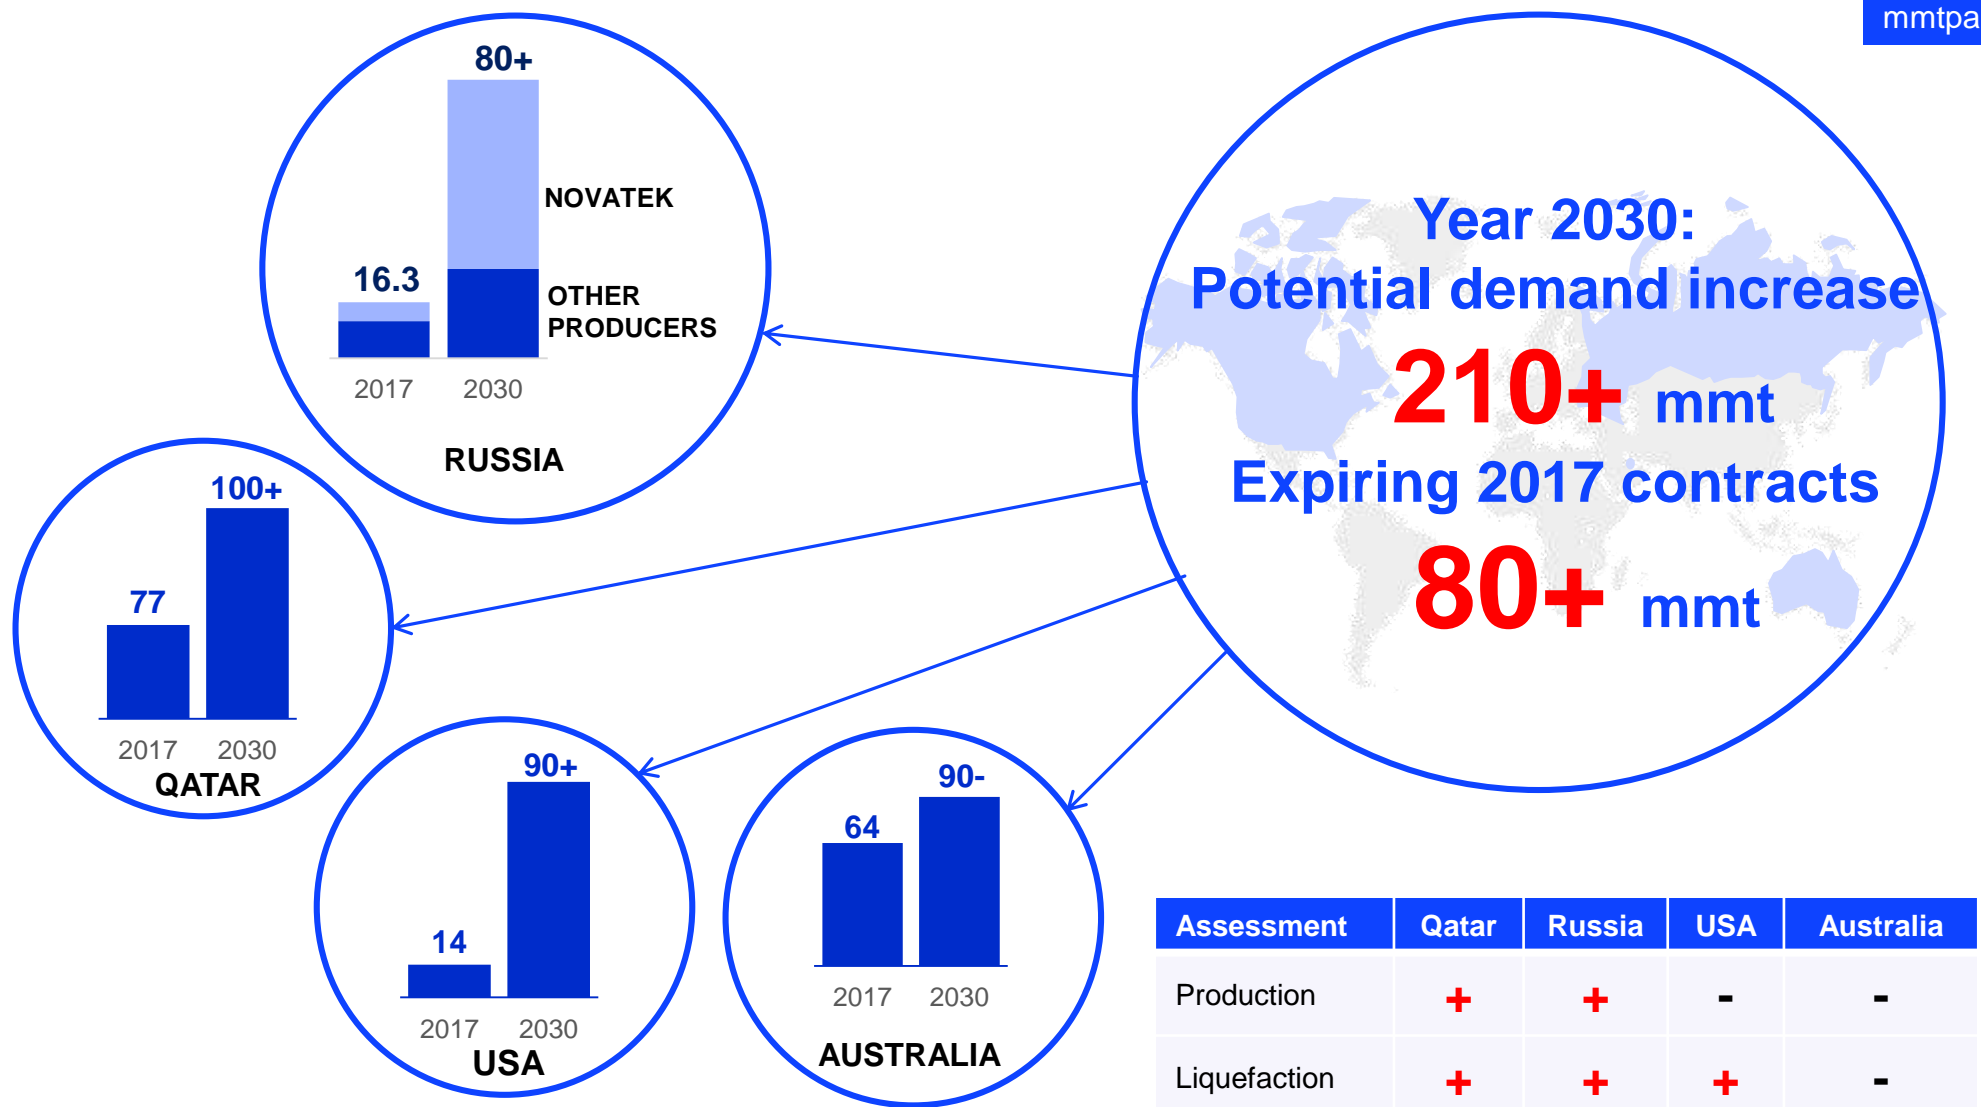 mmtpa
80+
NOVATEK
16.3
OTHER
PRODUCERS
2017 2030
RUSSIA
Year 2030:
Potential demand increase
210+ mmt
Expiring 2017 contracts
80+ mmt
100+
77
2017 2030
QATAR
90+
14
2017 2030
USA
90-
64
2017 2030
AUSTRALIA
Assessment Qatar Russia USA Australia
Production + + - -
Liquefaction + + + -